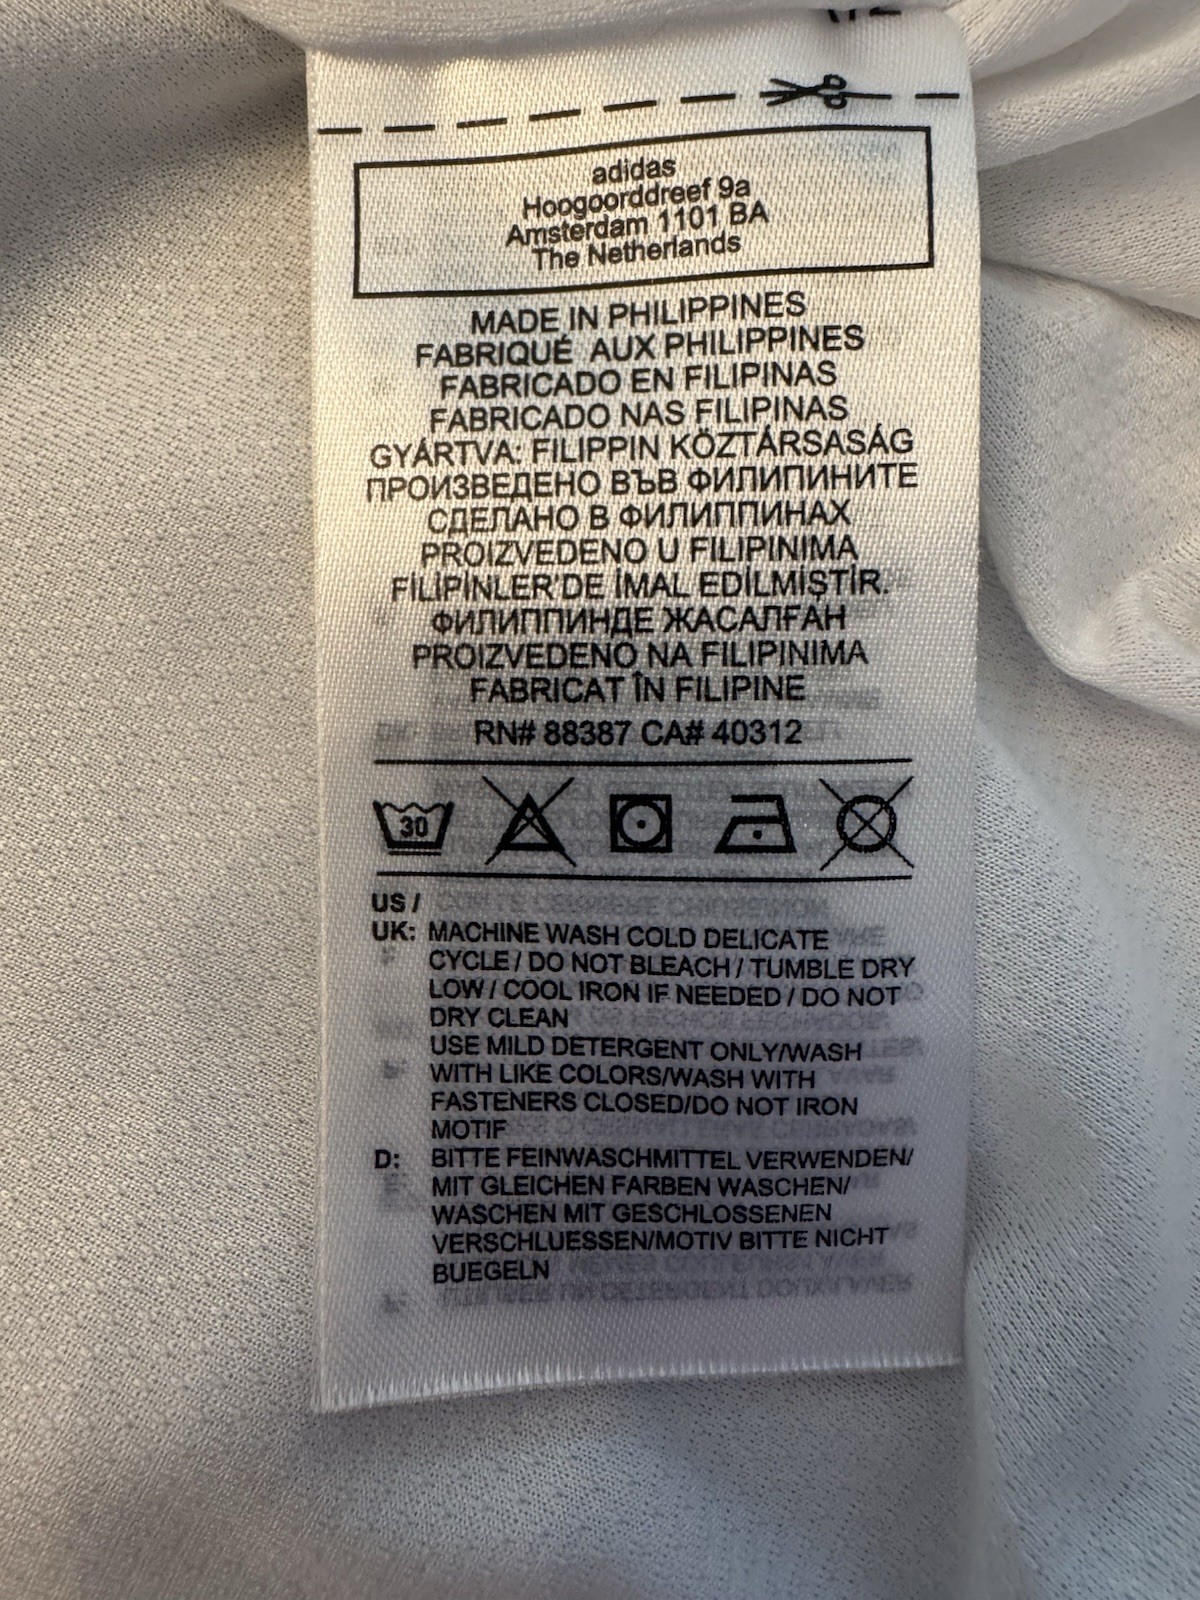 adidas
Hoogoorddreef 9a
Amsterdam 1101 BA
The Netherlands
MADE IN PHILIPPINES
FABRIQUÉ AUX PHILIPPINES
FABRICADO EN FILIPINAS
FABRICADO NAS FILIPINAS
GYÁRTVA: FILIPPIN KÖZTÁRSASÁG
ПРОИЗВЕДЕНО ВЪВ ФИЛИПИНИТЕ
СДЕЛАНО В ФИЛИППИНАХ
PROIZVEDENO U FILIPINIMA
FİLİPİNLER'DE İMAL EDİLMİŞTİR.
ФИЛИППИНДЕ ЖАСАЛҒАН
PROIZVEDENO NA FILIPINIMA
FABRICAT ÎN FILIPINE
RN# 88387 CA# 40312
30
US /
UK: MACHINE WASH COLD DELICATE
CYCLE / DO NOT BLEACH / TUMBLE DRY
LOW / COOL IRON IF NEEDED / DO NOT
DRY CLEAN
USE MILD DETERGENT ONLY/WASH
WITH LIKE COLORS/WASH WITH
FASTENERS CLOSED/DO NOT IRON
MOTIF
D: BITTE FEINWASCHMITTEL VERWENDEN/
MIT GLEICHEN FARBEN WASCHEN/
WASCHEN MIT GESCHLOSSENEN
VERSCHLUESSEN/MOTIV BITTE NICHT
BUEGELN